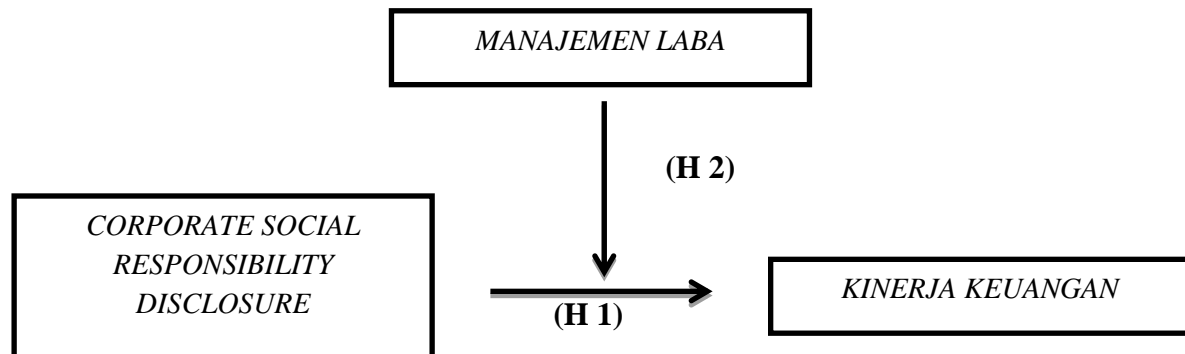 MANAJEMEN LABA
(H 2)
CORPORATE SOCIAL
RESPONSIBILITY
DISCLOSURE
(H 1)
KINERJA KEUANGAN